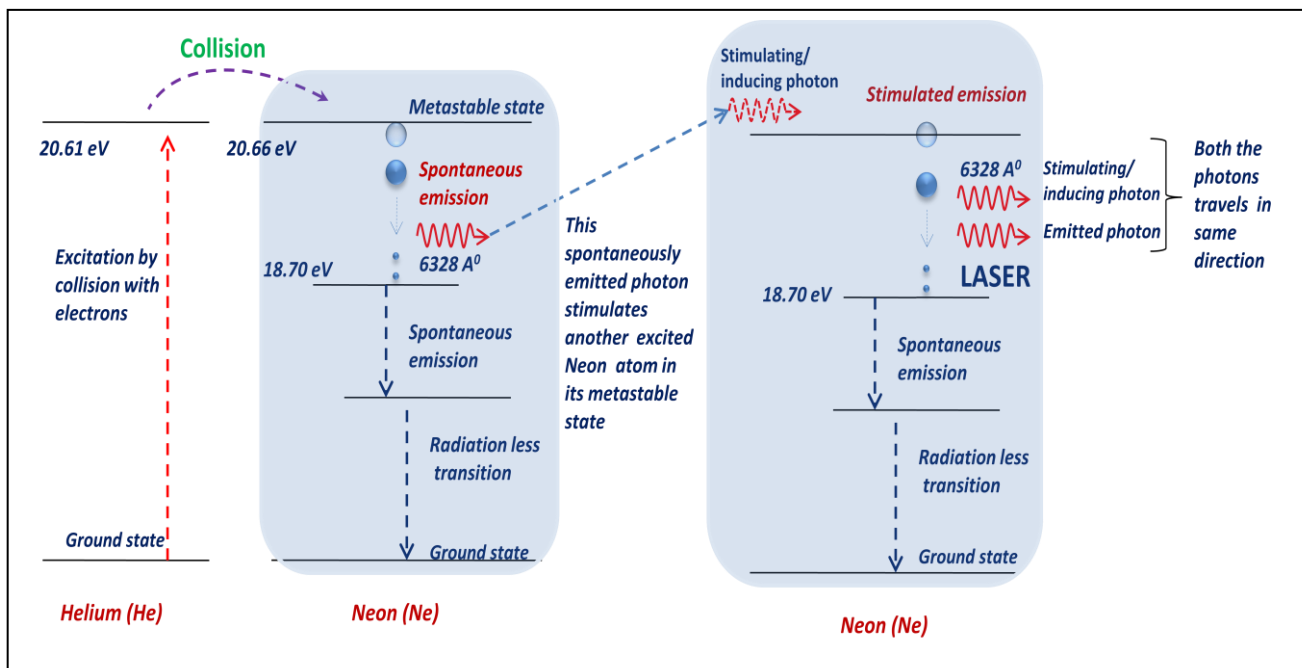 Collision
20.61 eV
Excitation by
collision with
electrons
Ground state
Helium (He)
Metastable state
20.66 eV
Spontaneous
emission
6328 A⁰
18.70 eV
Spontaneous
emission
Radiation less
transition
Ground state
Neon (Ne)
This
spontaneously
emitted photon
stimulates
another excited
Neon atom in
its metastable
state
Stimulating/
inducing photon
Stimulated emission
6328 A⁰
Stimulating/
inducing photon
Emitted photon
LASER
18.70 eV
Spontaneous
emission
Radiation less
transition
Ground state
Neon (Ne)
Both the
photons
travels in
same
direction